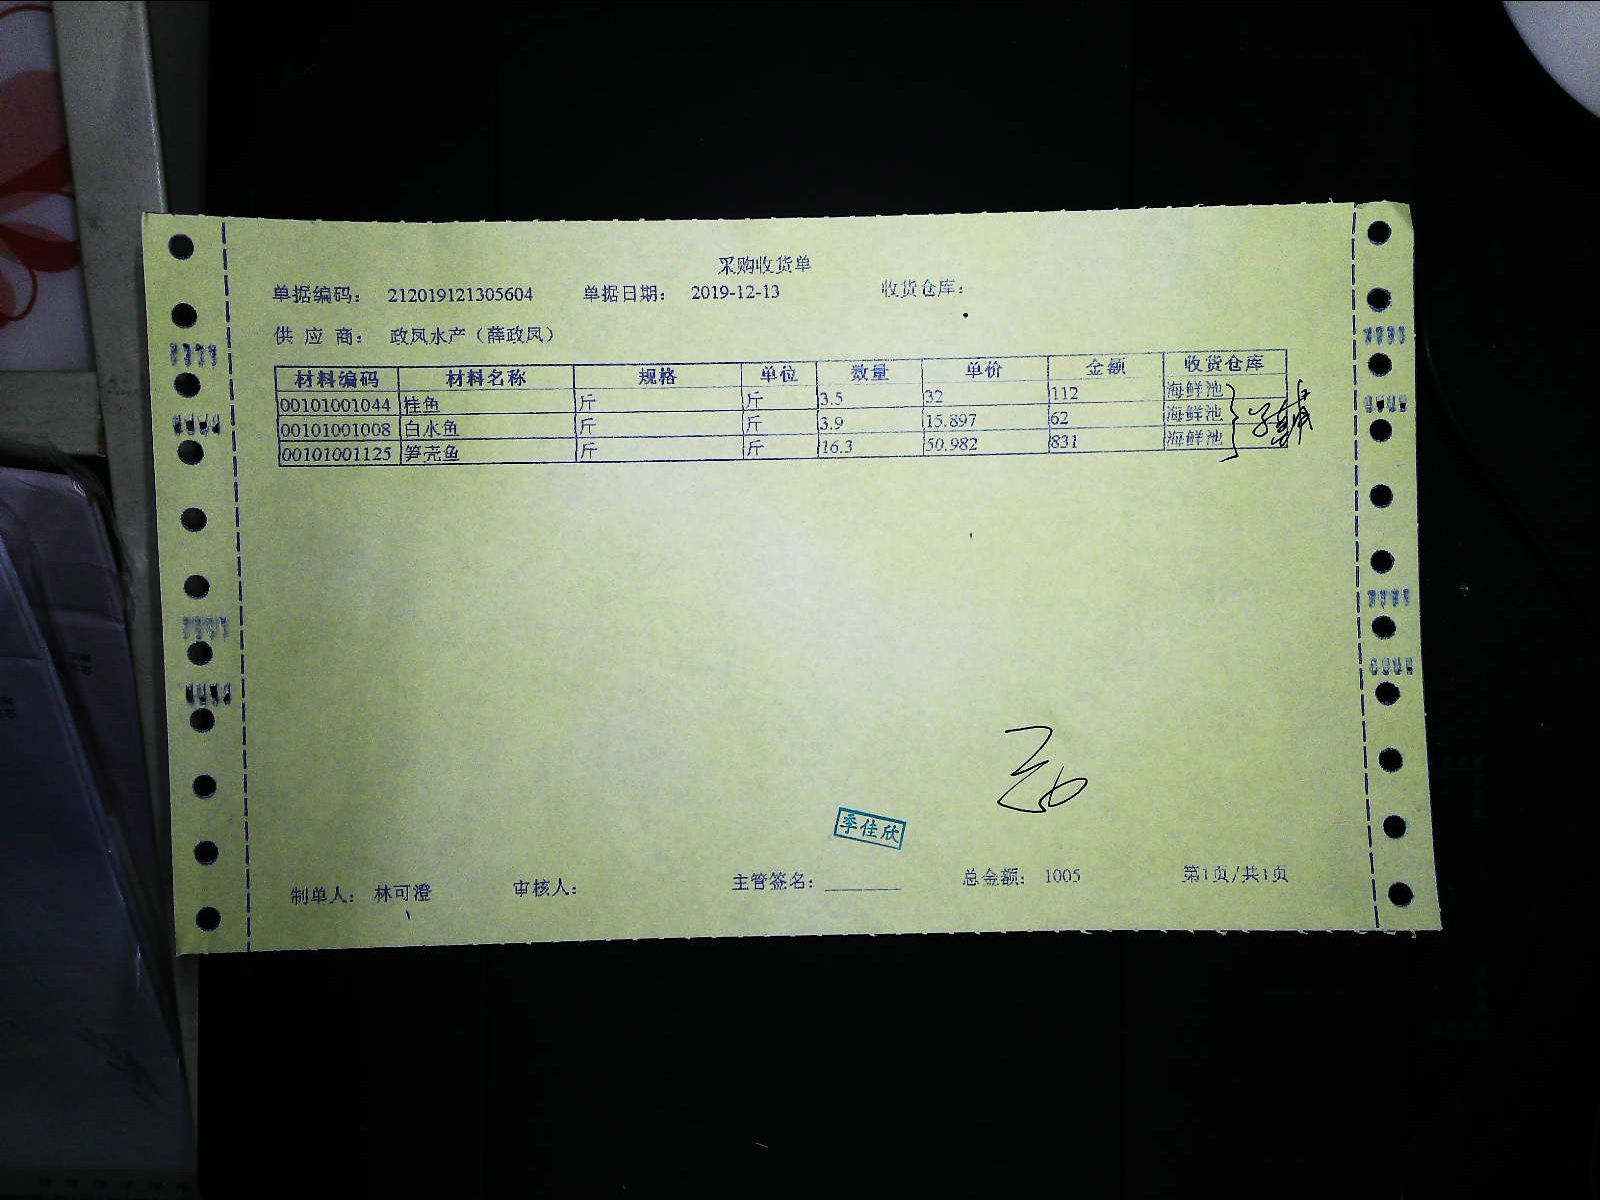 采购收货单
单据编码： 212019121305604 单据日期： 2019-12-13 收货仓库：
供应商： 政凤水产（薛政凤）
材料编码 材料名称 规格 单位 数量 单价 金额 收货仓库
00101001044 桂鱼 斤 斤 3.5 32 112 海鲜池
00101001008 白水鱼 斤 斤 3.9 15.897 62 海鲜池
00101001125 笋壳鱼 斤 斤 16.3 50.982 831 海鲜池
季佳欣
制单人： 林可澄 审核人： 主管签名： 总金额： 1005 第1页/共1页